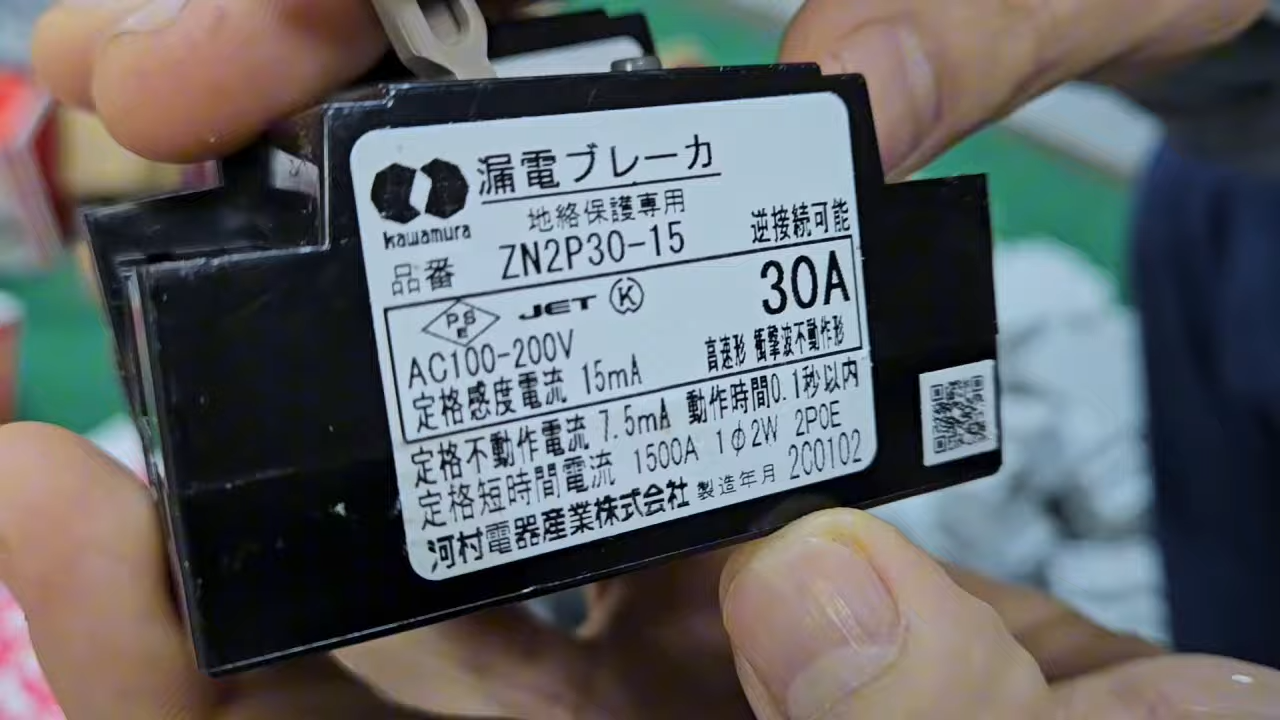 漏電ブレーカ
kawamura
地絡保護専用
品番 ZN2P30-15 逆接続可能
PSE JET K 30A
AC100-200V 高速形 衝撃波不動作形
定格感度電流 15mA
定格不動作電流 7.5mA 動作時間0.1秒以内
定格短時間電流 1500A 1φ2W 2P0E
河村電器産業株式会社 製造年月 200102